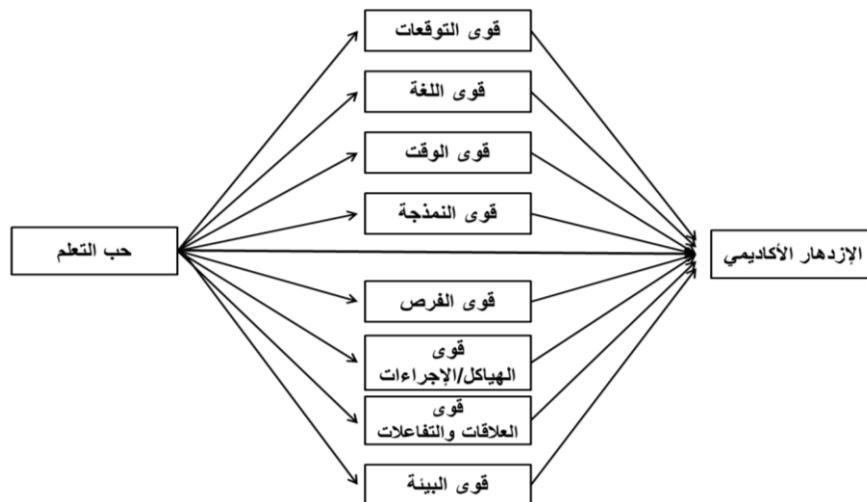 قوى التوقعات
قوى اللغة
قوى الوقت
قوى النمذجة
حب التعلم
الإزدهار الأكاديمي
قوى الفرص
قوى
الهياكل/الإجراءات
قوى
العلاقات والتفاعلات
قوى البيئة